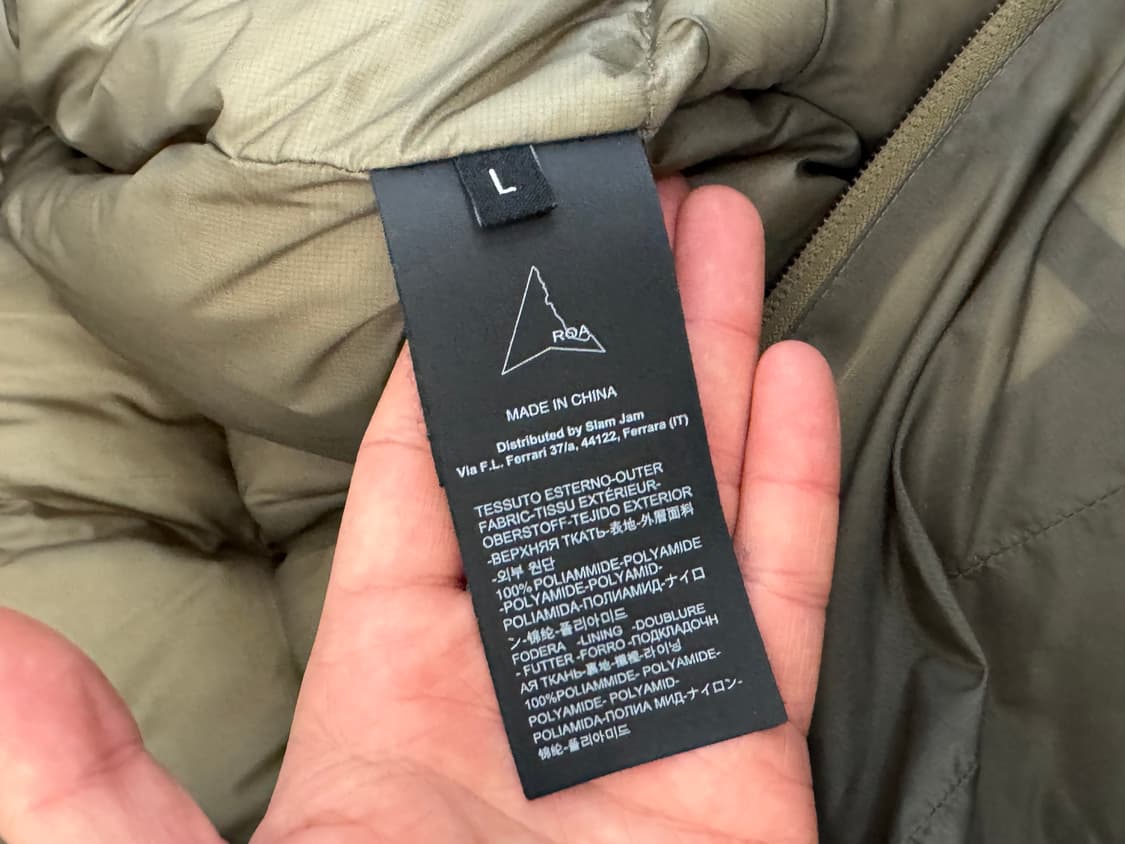 L
ROA
MADE IN CHINA
Distributed by Slam Jam
Via F.L. Ferrari 37/a, 44122, Ferrara (IT)
TESSUTO ESTERNO-OUTER
FABRIC-TISSU EXTÉRIEUR-
OBERSTOFF-TEJIDO EXTERIOR
-ВЕРХНЯЯ ТКАТЬ-表地-外層面料
-외부 원단
100% POLIAMMIDE-POLYAMIDE
-POLYAMIDE-POLYAMID-
POLIAMIDA-ПОЛИАМИД-ナイロ
ン-锦纶-폴리아미드
FODERA -LINING -DOUBLURE
- FUTTER -FORRO -ПОДКЛАДОЧН
АЯ ТКАНЬ-裏地-襯裡-라이닝
100%POLIAMMIDE- POLYAMIDE-
POLYAMIDE- POLYAMID-
POLIAMIDA-ПОЛИА МИД-ナイロン-
锦纶-폴리아미드